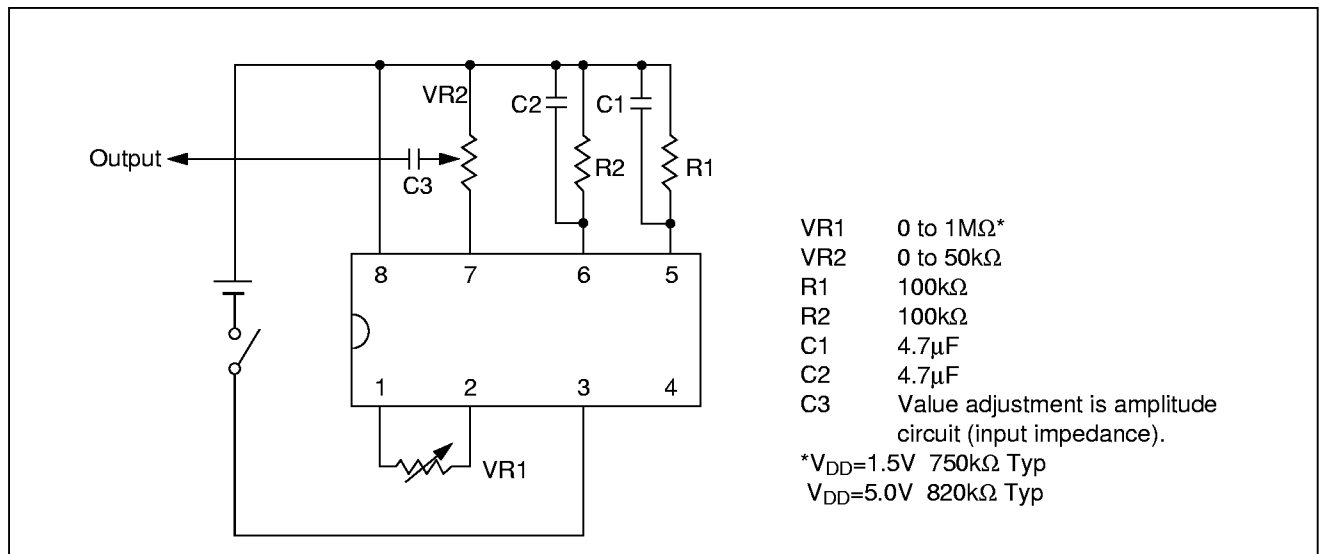 VR2
C2
C1
Output
C3
R2
R1
8 7 6 5
1 2 3 4
VR1
VR1 0 to 1MΩ*
VR2 0 to 50kΩ
R1 100kΩ
R2 100kΩ
C1 4.7µF
C2 4.7µF
C3 Value adjustment is amplitude
circuit (input impedance).
*VDD=1.5V 750kΩ Typ
VDD=5.0V 820kΩ Typ